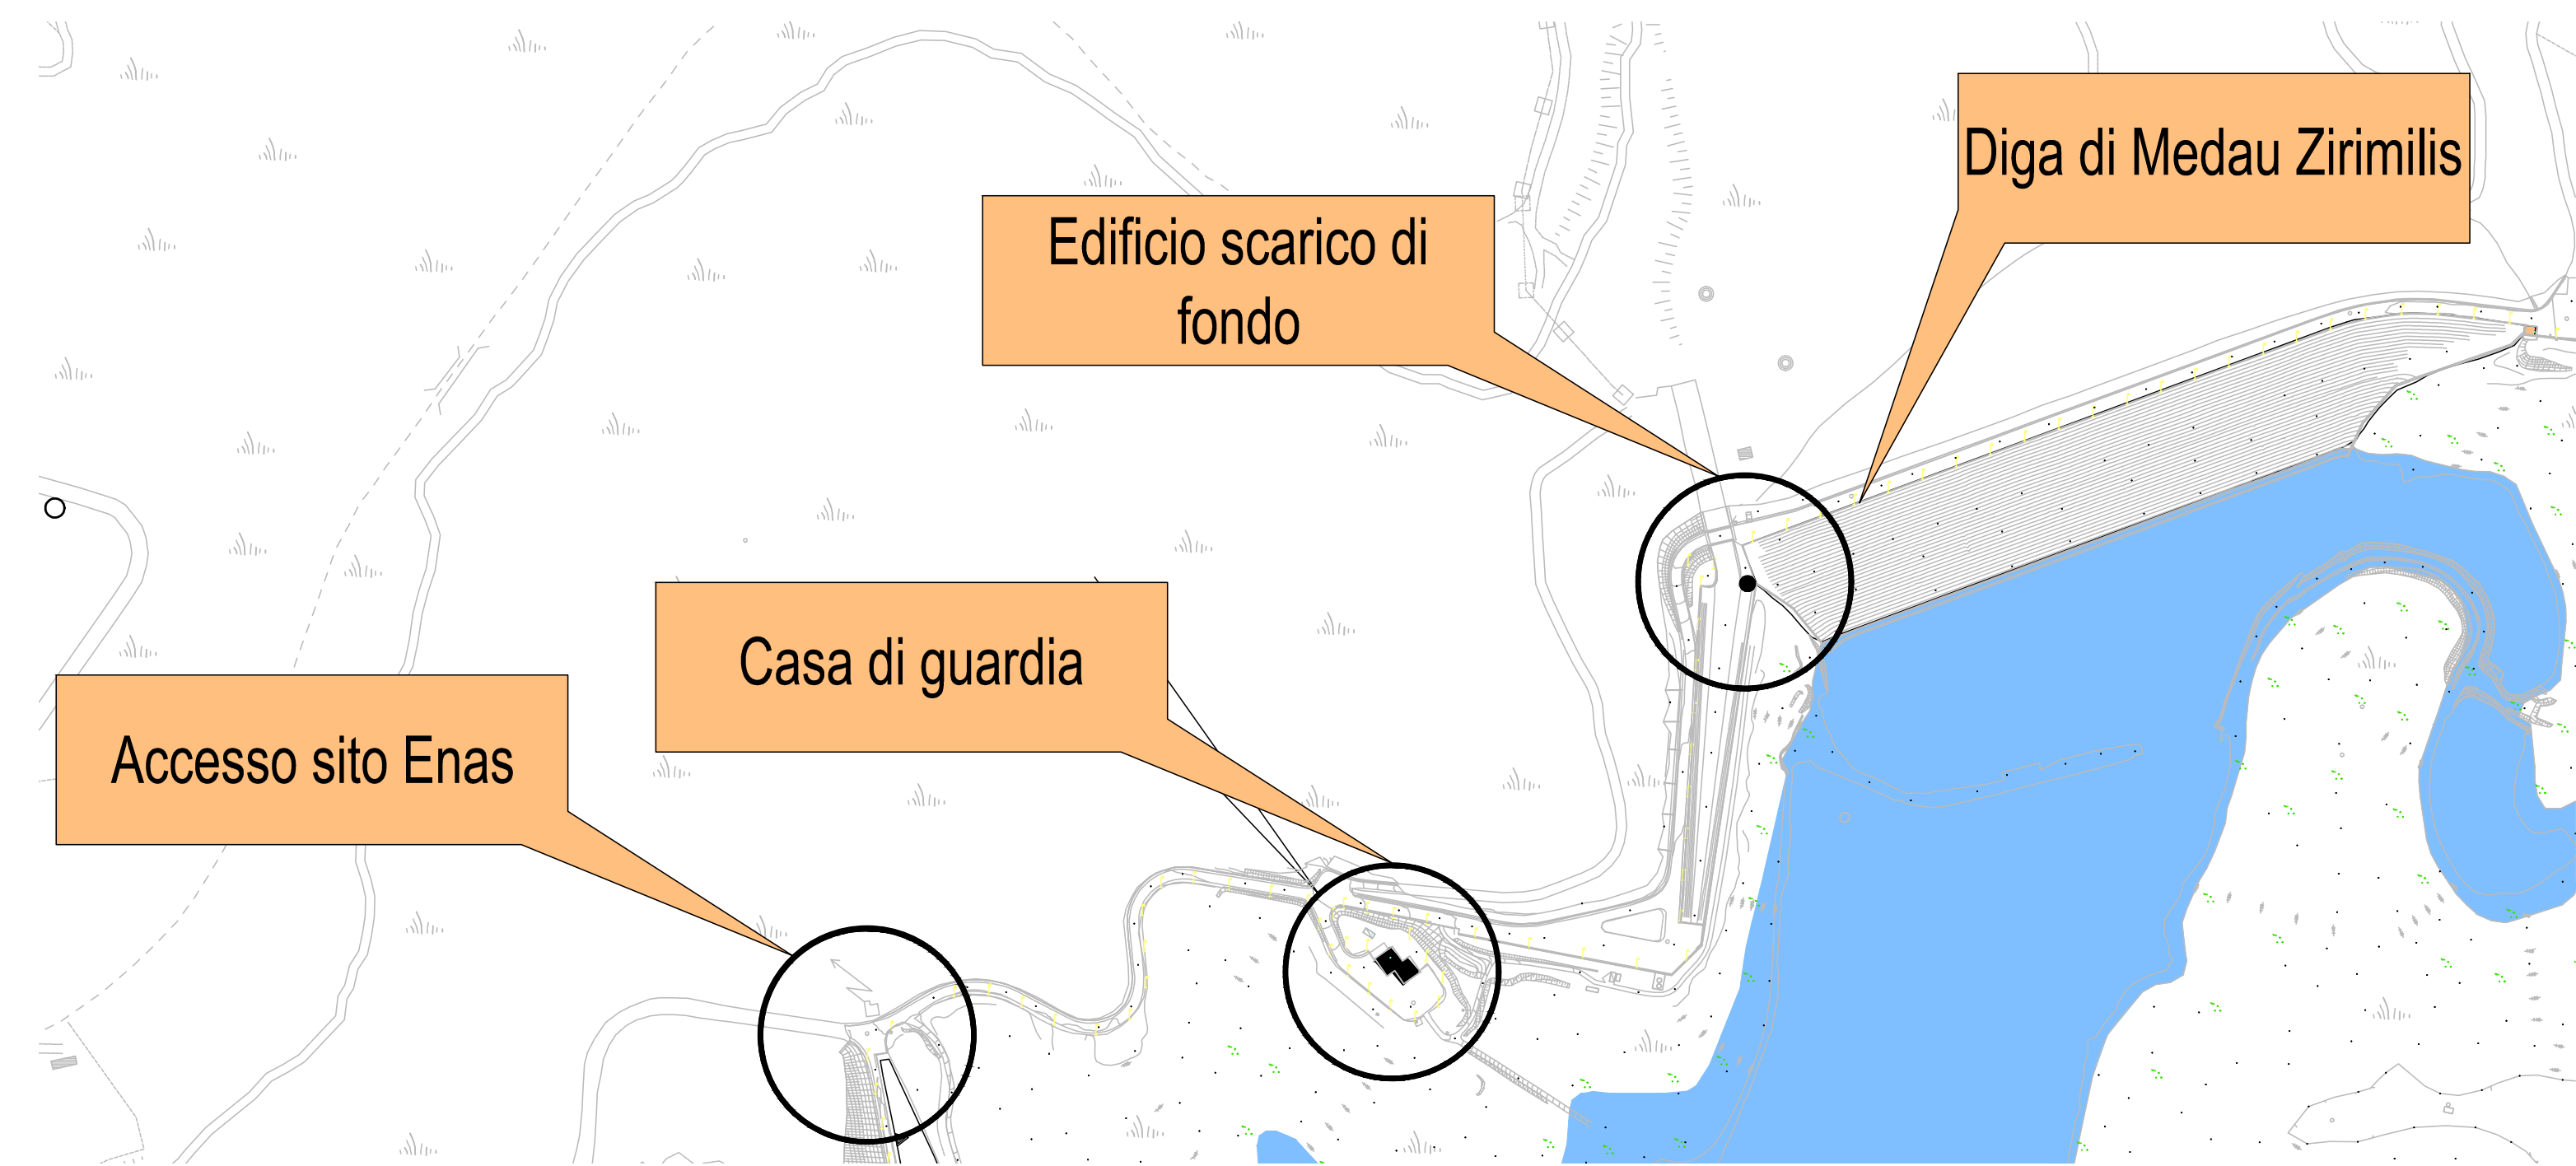 Diga di Medau Zirimilis
Edificio scarico di
fondo
Casa di guardia
Accesso sito Enas